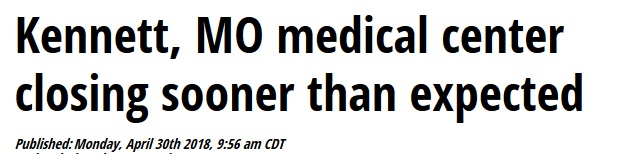 Kennett, MO medical center
closing sooner than expected
Published: Monday, April 30th 2018, 9:56 am CDT